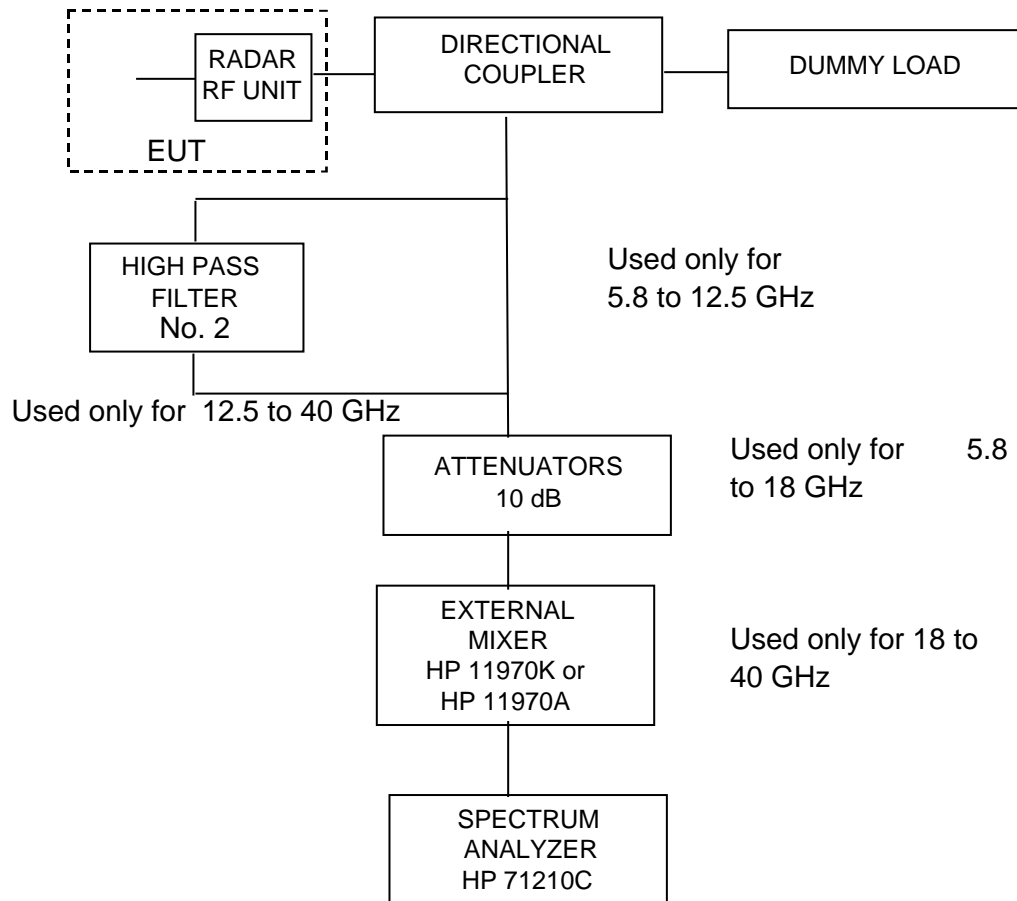 RADAR
RF UNIT
EUT
DIRECTIONAL
COUPLER
DUMMY LOAD
HIGH PASS
FILTER
No. 2
Used only for
5.8 to 12.5 GHz
Used only for 12.5 to 40 GHz
ATTENUATORS
10 dB
Used only for 5.8
to 18 GHz
EXTERNAL
MIXER
HP 11970K or
HP 11970A
Used only for 18 to
40 GHz
SPECTRUM
ANALYZER
HP 71210C